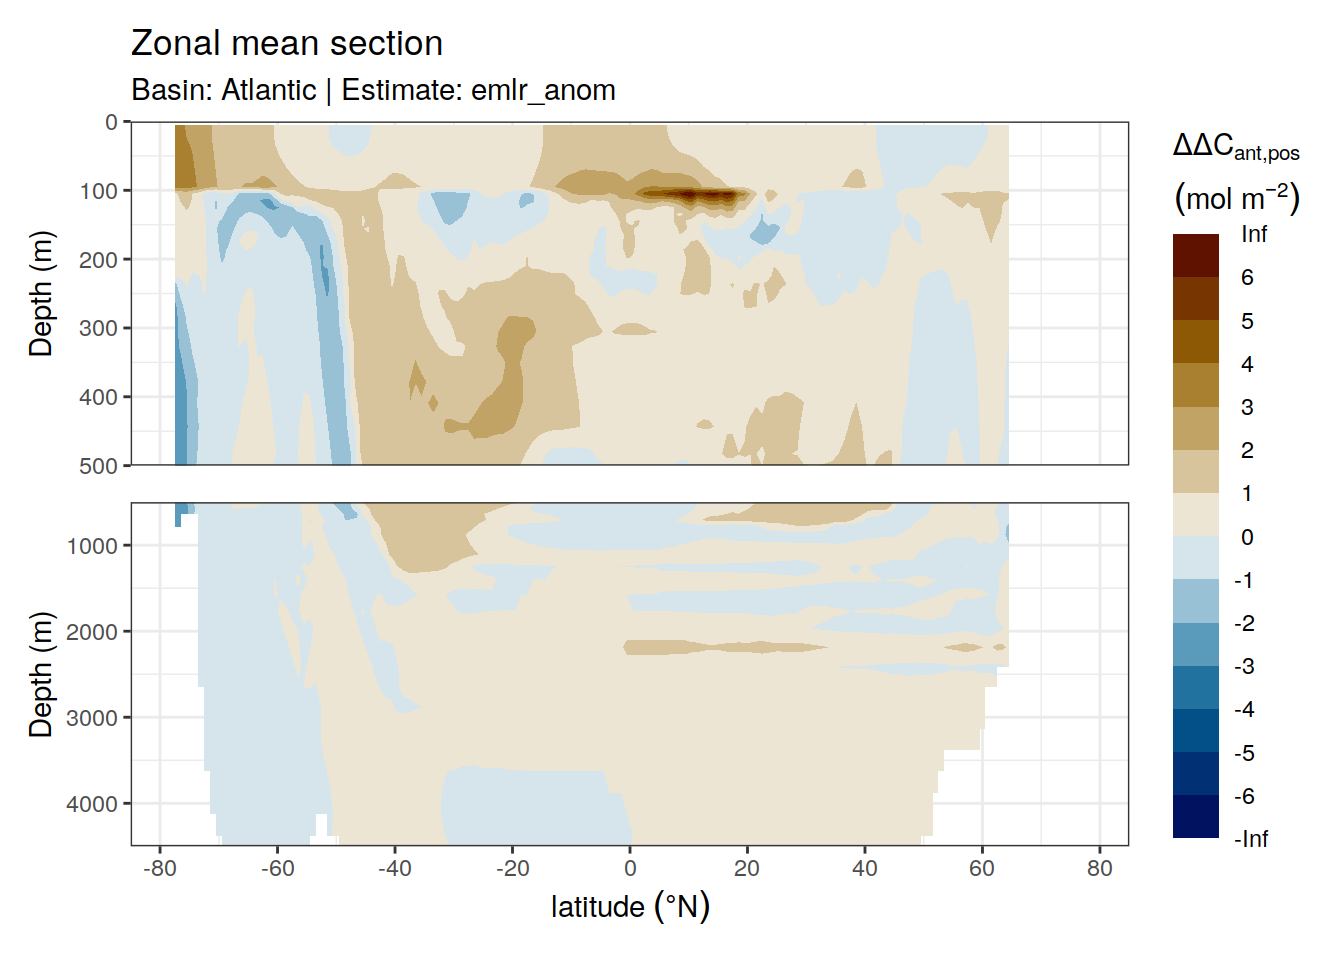 Zonal mean section
Basin: Atlantic | Estimate: emlr_anom
0
100
200
300
400
500
Depth (m)
1000
2000
3000
4000
Depth (m)
-80 -60 -40 -20 0 20 40 60 80
latitude (°N)
ΔΔC_ant,pos
(mol m⁻²)
Inf
6
5
4
3
2
1
0
-1
-2
-3
-4
-5
-6
-Inf